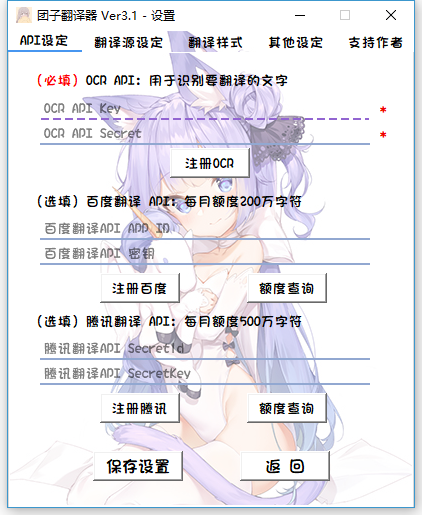 团子翻译器 Ver3.1 - 设置
API设定 翻译源设定 翻译样式 其他设定 支持作者
(必填) OCR API: 用于识别要翻译的文字
OCR API Key *
OCR API Secret *
注册OCR
(选填) 百度翻译 API: 每月额度200万字符
百度翻译API APP ID
百度翻译API 密钥
注册百度 额度查询
(选填) 腾讯翻译 API: 每月额度500万字符
腾讯翻译API SecretId
腾讯翻译API SecretKey
注册腾讯 额度查询
保存设置 返 回